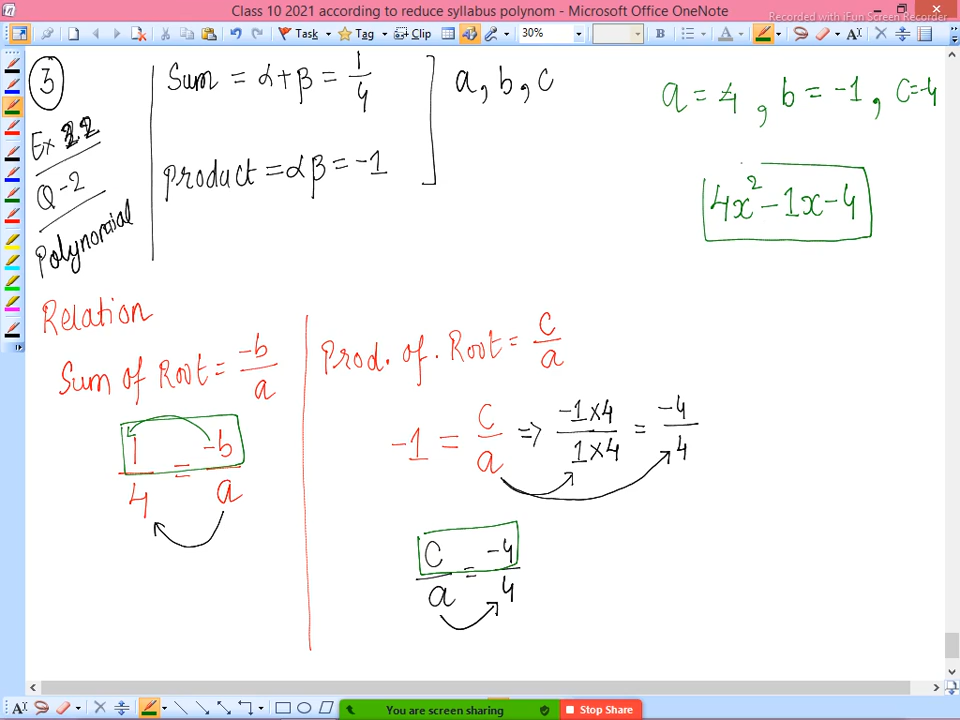 Class 10 2021 according to reduce syllabus polynom - Microsoft Office OneNote
Recorded with iFun Screen Recorder
Task Tag Clip 30% B A
3
Ex 2.2
Q-2
Polynomial
Sum = α+β = 1/4
product = αβ = -1
a, b, c
a = 4, b = -1, c=-4
4x² - 1x - 4
Relation
Sum of Root = -b/a
1/4 = -b/a
Prod. of. Root = c/a
-1 = c/a => -1×4/1×4 = -4/4
C/a = -4/4
You are screen sharing
Stop Share